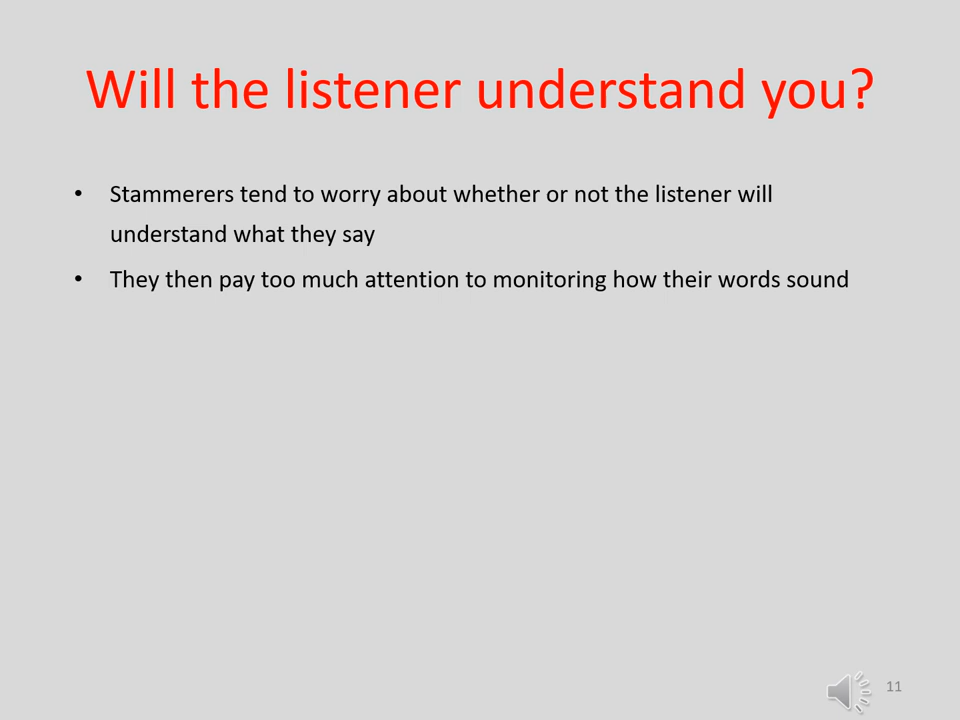 Will the listener understand you?
• Stammerers tend to worry about whether or not the listener will
understand what they say
• They then pay too much attention to monitoring how their words sound
11